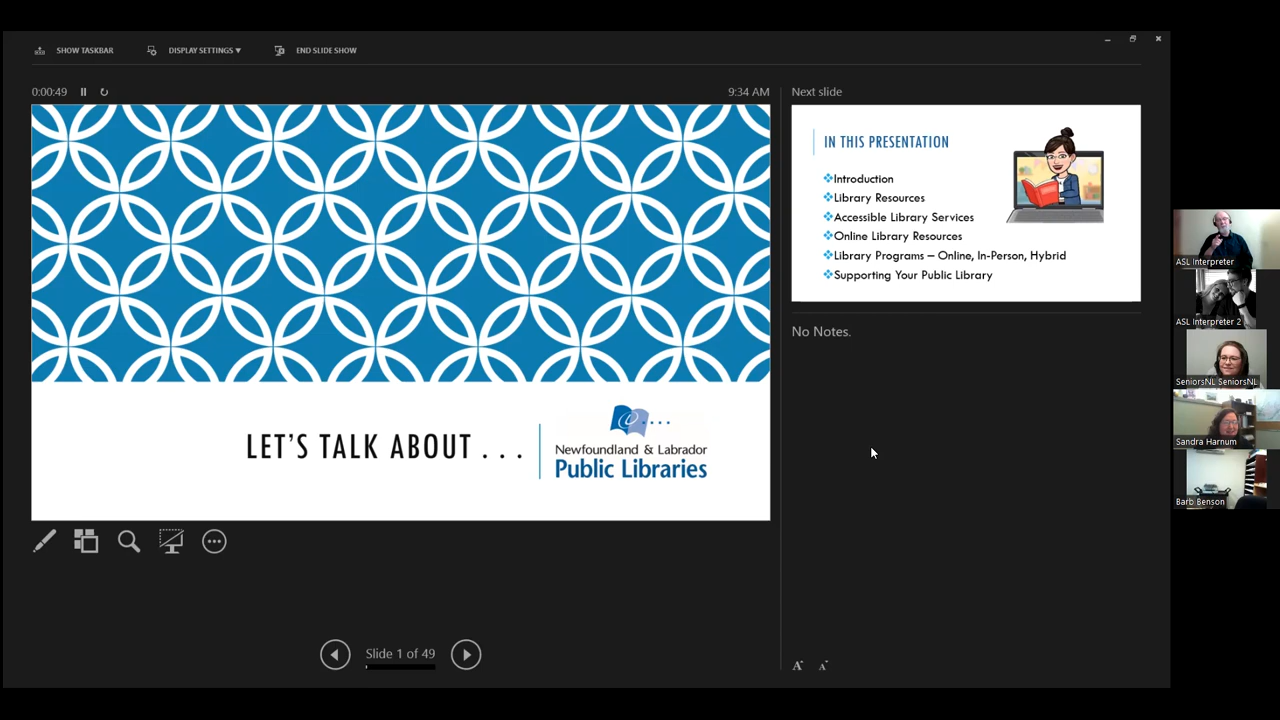 SHOW TASKBAR
DISPLAY SETTINGS ▼
END SLIDE SHOW
0:00:49
9:34 AM
LET'S TALK ABOUT . . .
Newfoundland & Labrador
Public Libraries
Slide 1 of 49
Next slide
IN THIS PRESENTATION
❖Introduction
❖Library Resources
❖Accessible Library Services
❖Online Library Resources
❖Library Programs – Online, In-Person, Hybrid
❖Supporting Your Public Library
No Notes.
A A
ASL Interpreter
ASL Interpreter 2
SeniorsNL SeniorsNL
Sandra Harnum
Barb Benson